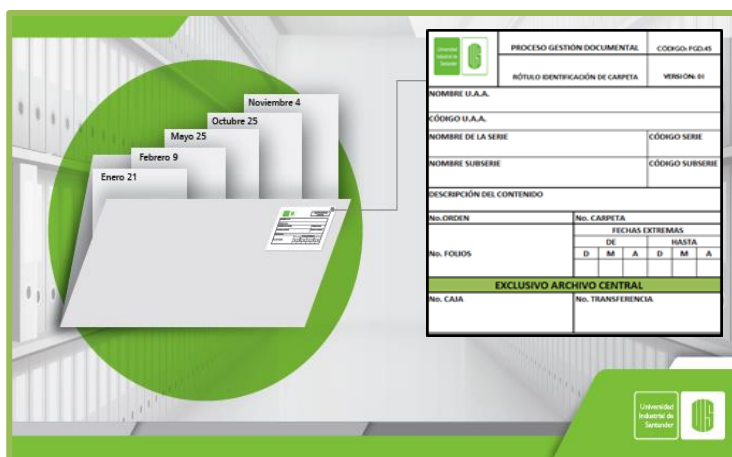 Noviembre 4
Octubre 25
Mayo 25
Febrero 9
Enero 21
Universidad
Industrial de
Santander
PROCESO GESTIÓN DOCUMENTAL
CÓDIGO: FGD.45
RÓTULO IDENTIFICACIÓN DE CARPETA
VERSIÓN: 01
NOMBRE U.A.A.
CÓDIGO U.A.A.
NOMBRE DE LA SERIE
CÓDIGO SERIE
NOMBRE SUBSERIE
CÓDIGO SUBSERIE
DESCRIPCIÓN DEL CONTENIDO
No.ORDEN
No. CARPETA
FECHAS EXTREMAS
DE HASTA
No. FOLIOS
D M A D M A
EXCLUSIVO ARCHIVO CENTRAL
No. CAJA
No. TRANSFERENCIA
Universidad
Industrial de
Santander